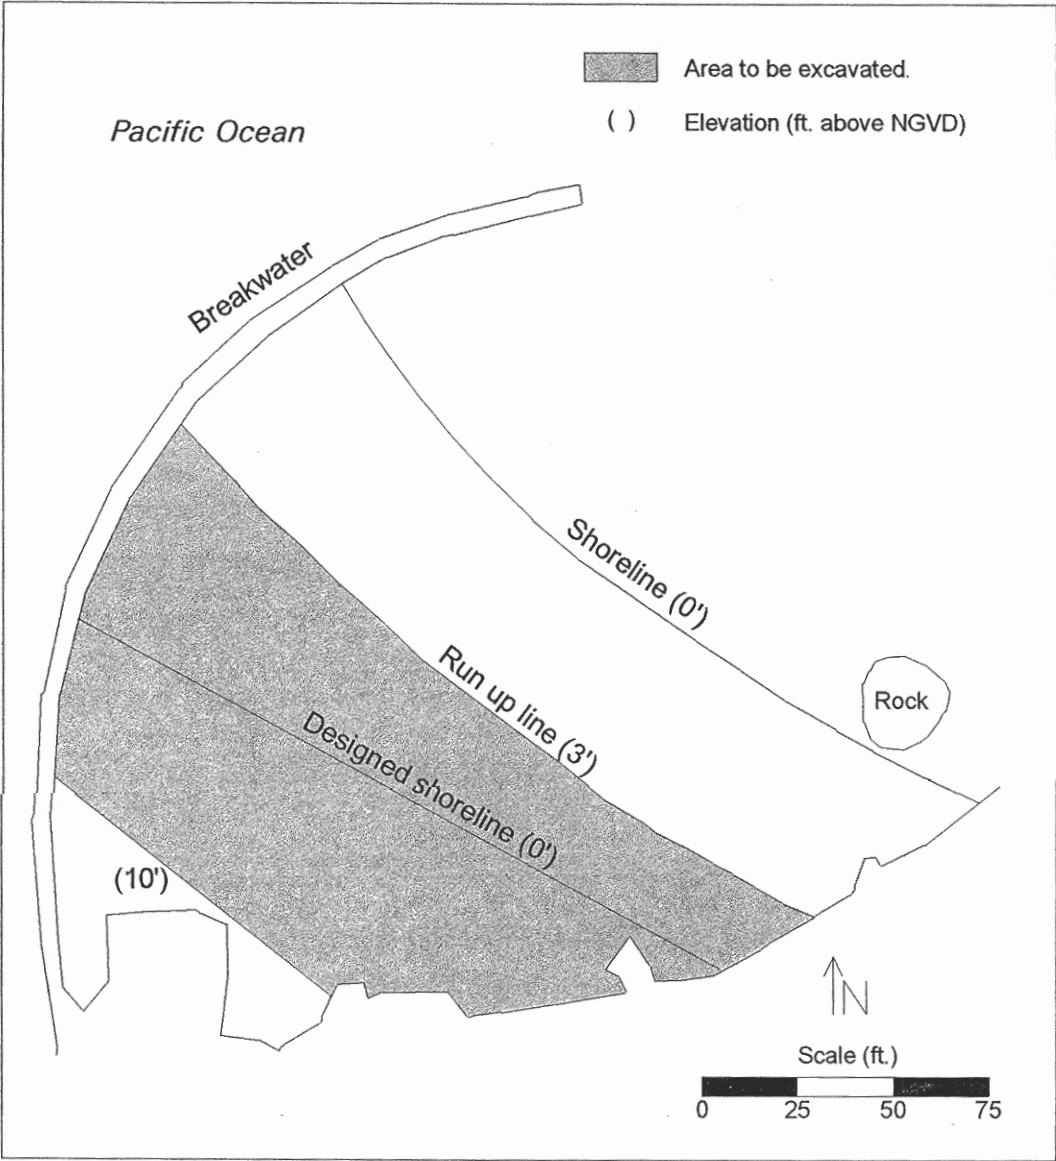 Area to be excavated.
( ) Elevation (ft. above NGVD)
Pacific Ocean
Breakwater
Shoreline (0')
Run up line (3')
Rock
Designed shoreline (0')
(10')
N
Scale (ft.)
0 25 50 75